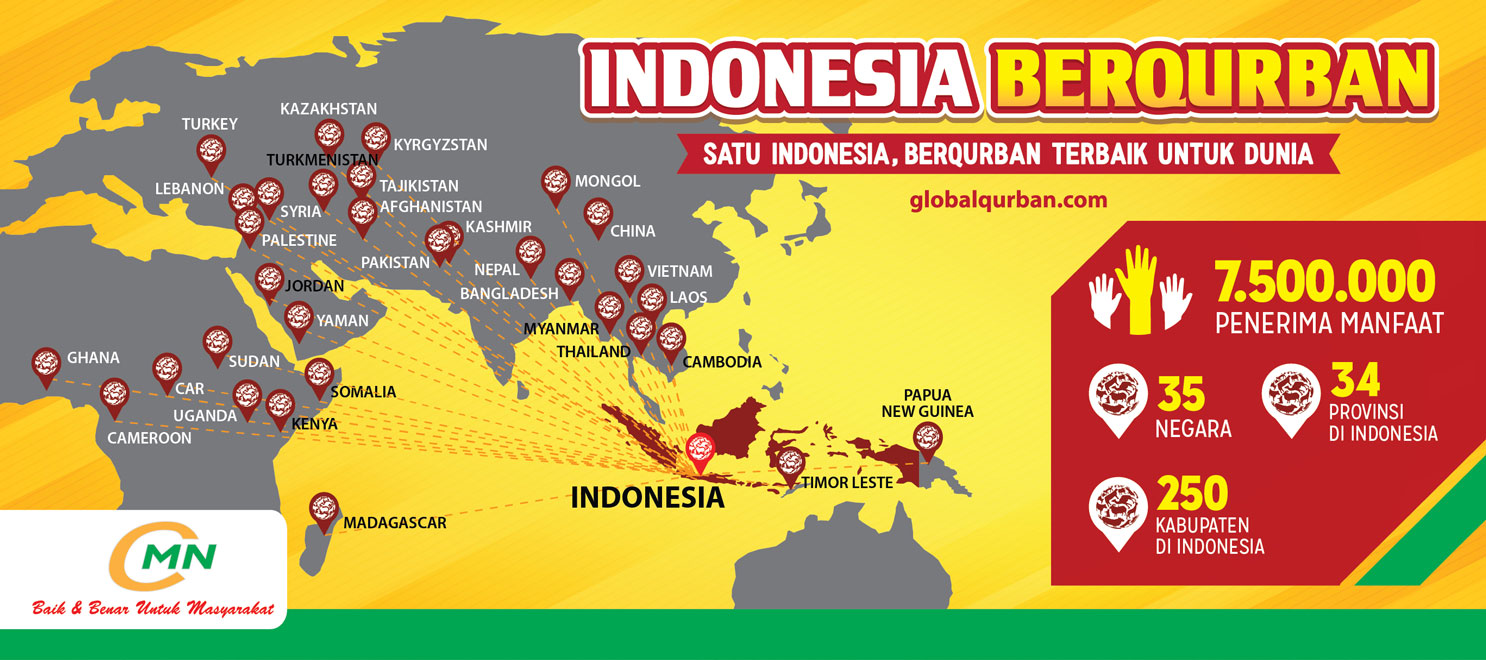 INDONESIA BERQURBAN
SATU INDONESIA, BERQURBAN TERBAIK UNTUK DUNIA
globalqurban.com
KAZAKHSTAN
TURKEY
KYRGYZSTAN
TURKMENISTAN
LEBANON
TAJIKISTAN
MONGOL
SYRIA
AFGHANISTAN
KASHMIR
CHINA
PALESTINE
PAKISTAN
NEPAL
VIETNAM
JORDAN
BANGLADESH
LAOS
YAMAN
MYANMAR
THAILAND
CAMBODIA
GHANA
SUDAN
CAR
SOMALIA
UGANDA
KENYA
CAMEROON
PAPUA
NEW GUINEA
TIMOR LESTE
INDONESIA
MADAGASCAR
7.500.000
PENERIMA MANFAAT
35
NEGARA
34
PROVINSI
DI INDONESIA
250
KABUPATEN
DI INDONESIA
CMN
Baik & Benar Untuk Masyarakat